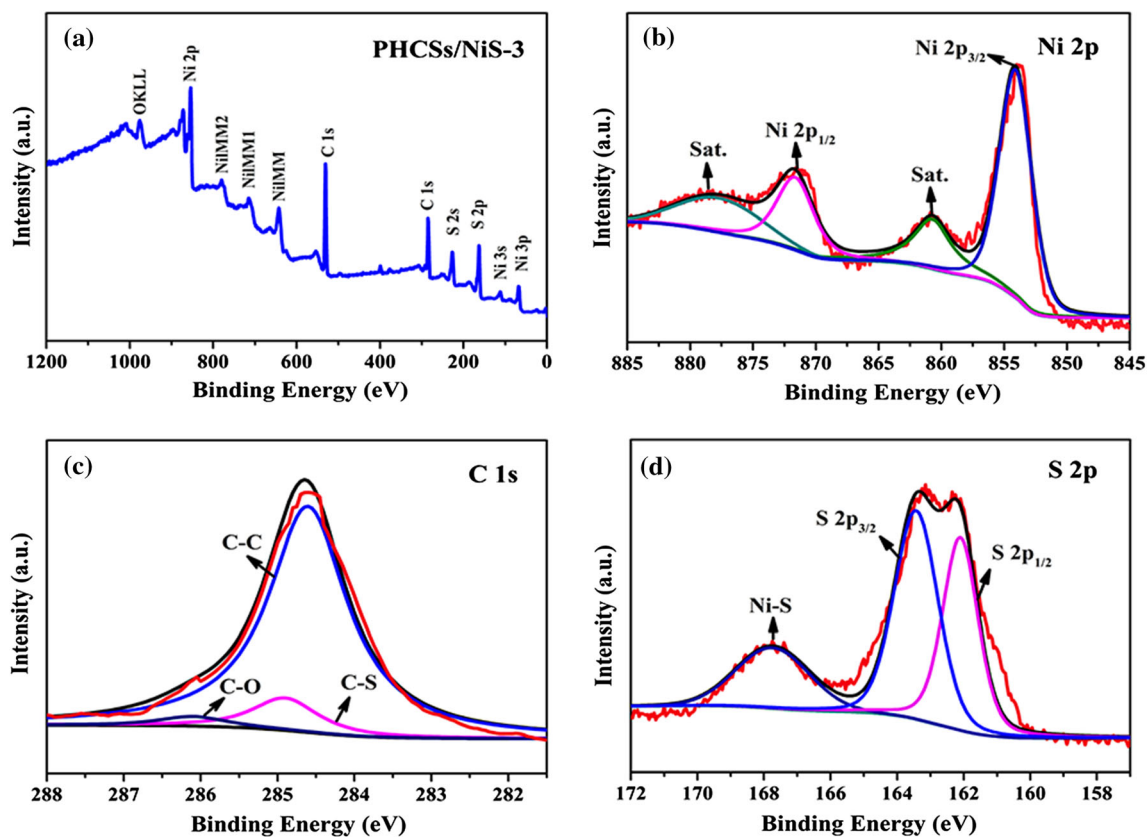 (a)
PHCSs/NiS-3
OKLL
Ni 2p
NilMM2
NilMM1
NilMM
C 1s
C 1s
S 2s
S 2p
Ni 3s
Ni 3p
Intensity (a.u.)
1200 1000 800 600 400 200 0
Binding Energy (eV)
(b)
Ni 2p
Ni 2p3/2
Ni 2p1/2
Sat.
Sat.
Intensity (a.u.)
885 880 875 870 865 860 855 850 845
Binding Energy (eV)
(c)
C 1s
C-C
C-O
C-S
Intensity (a.u.)
288 287 286 285 284 283 282
Binding Energy (eV)
(d)
S 2p
S 2p3/2
S 2p1/2
Ni-S
Intensity (a.u.)
172 170 168 166 164 162 160 158
Binding Energy (eV)